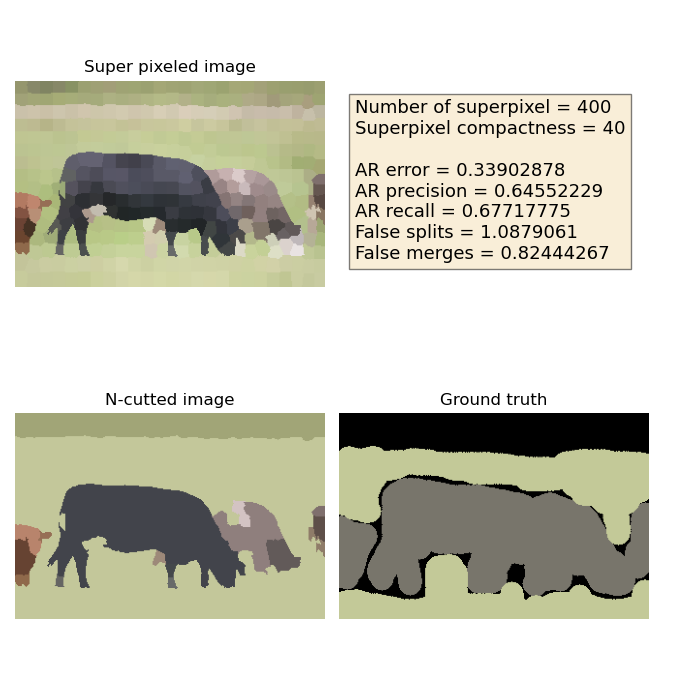 Super pixeled image
Number of superpixel = 400
Superpixel compactness = 40
AR error = 0.33902878
AR precision = 0.64552229
AR recall = 0.67717775
False splits = 1.0879061
False merges = 0.82444267
N-cutted image
Ground truth